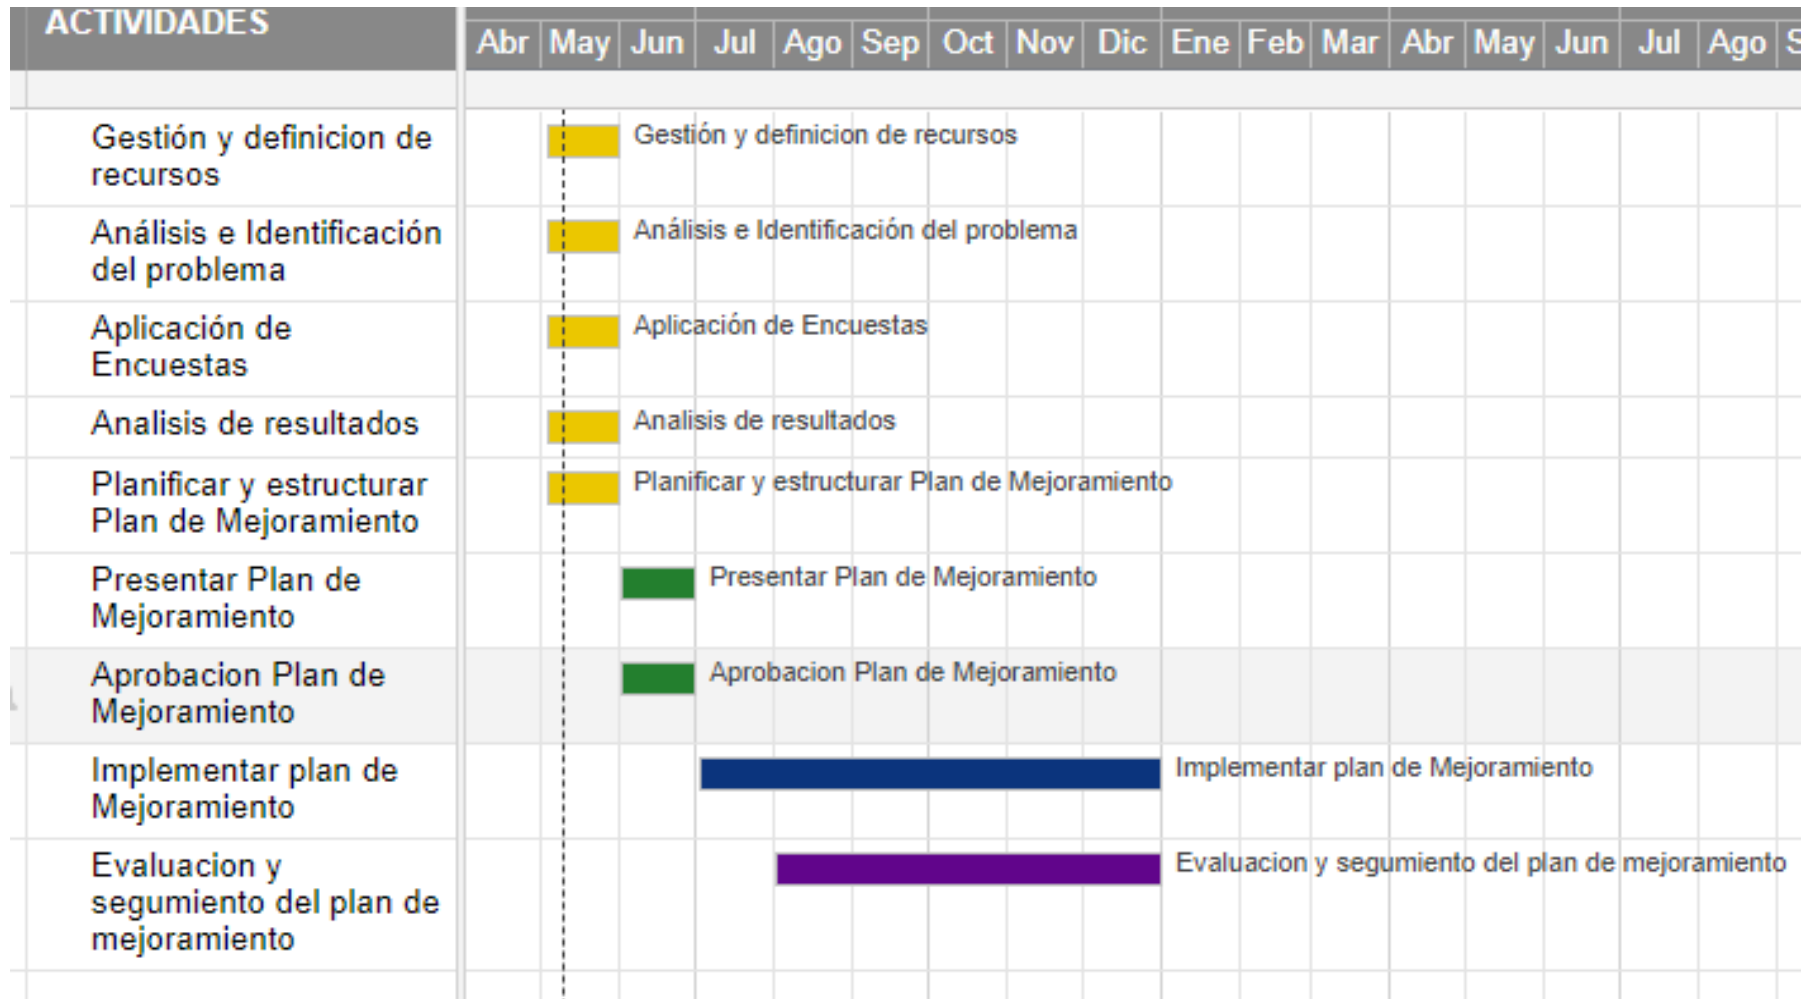 ACTIVIDADES
Abr May Jun Jul Ago Sep Oct Nov Dic Ene Feb Mar Abr May Jun Jul Ago
Gestión y definicion de
recursos
Gestión y definicion de recursos
Análisis e Identificación
del problema
Análisis e Identificación del problema
Aplicación de
Encuestas
Aplicación de Encuestas
Analisis de resultados
Analisis de resultados
Planificar y estructurar
Plan de Mejoramiento
Planificar y estructurar Plan de Mejoramiento
Presentar Plan de
Mejoramiento
Presentar Plan de Mejoramiento
Aprobacion Plan de
Mejoramiento
Aprobacion Plan de Mejoramiento
Implementar plan de
Mejoramiento
Implementar plan de Mejoramiento
Evaluacion y
segumiento del plan de
mejoramiento
Evaluacion y segumiento del plan de mejoramiento